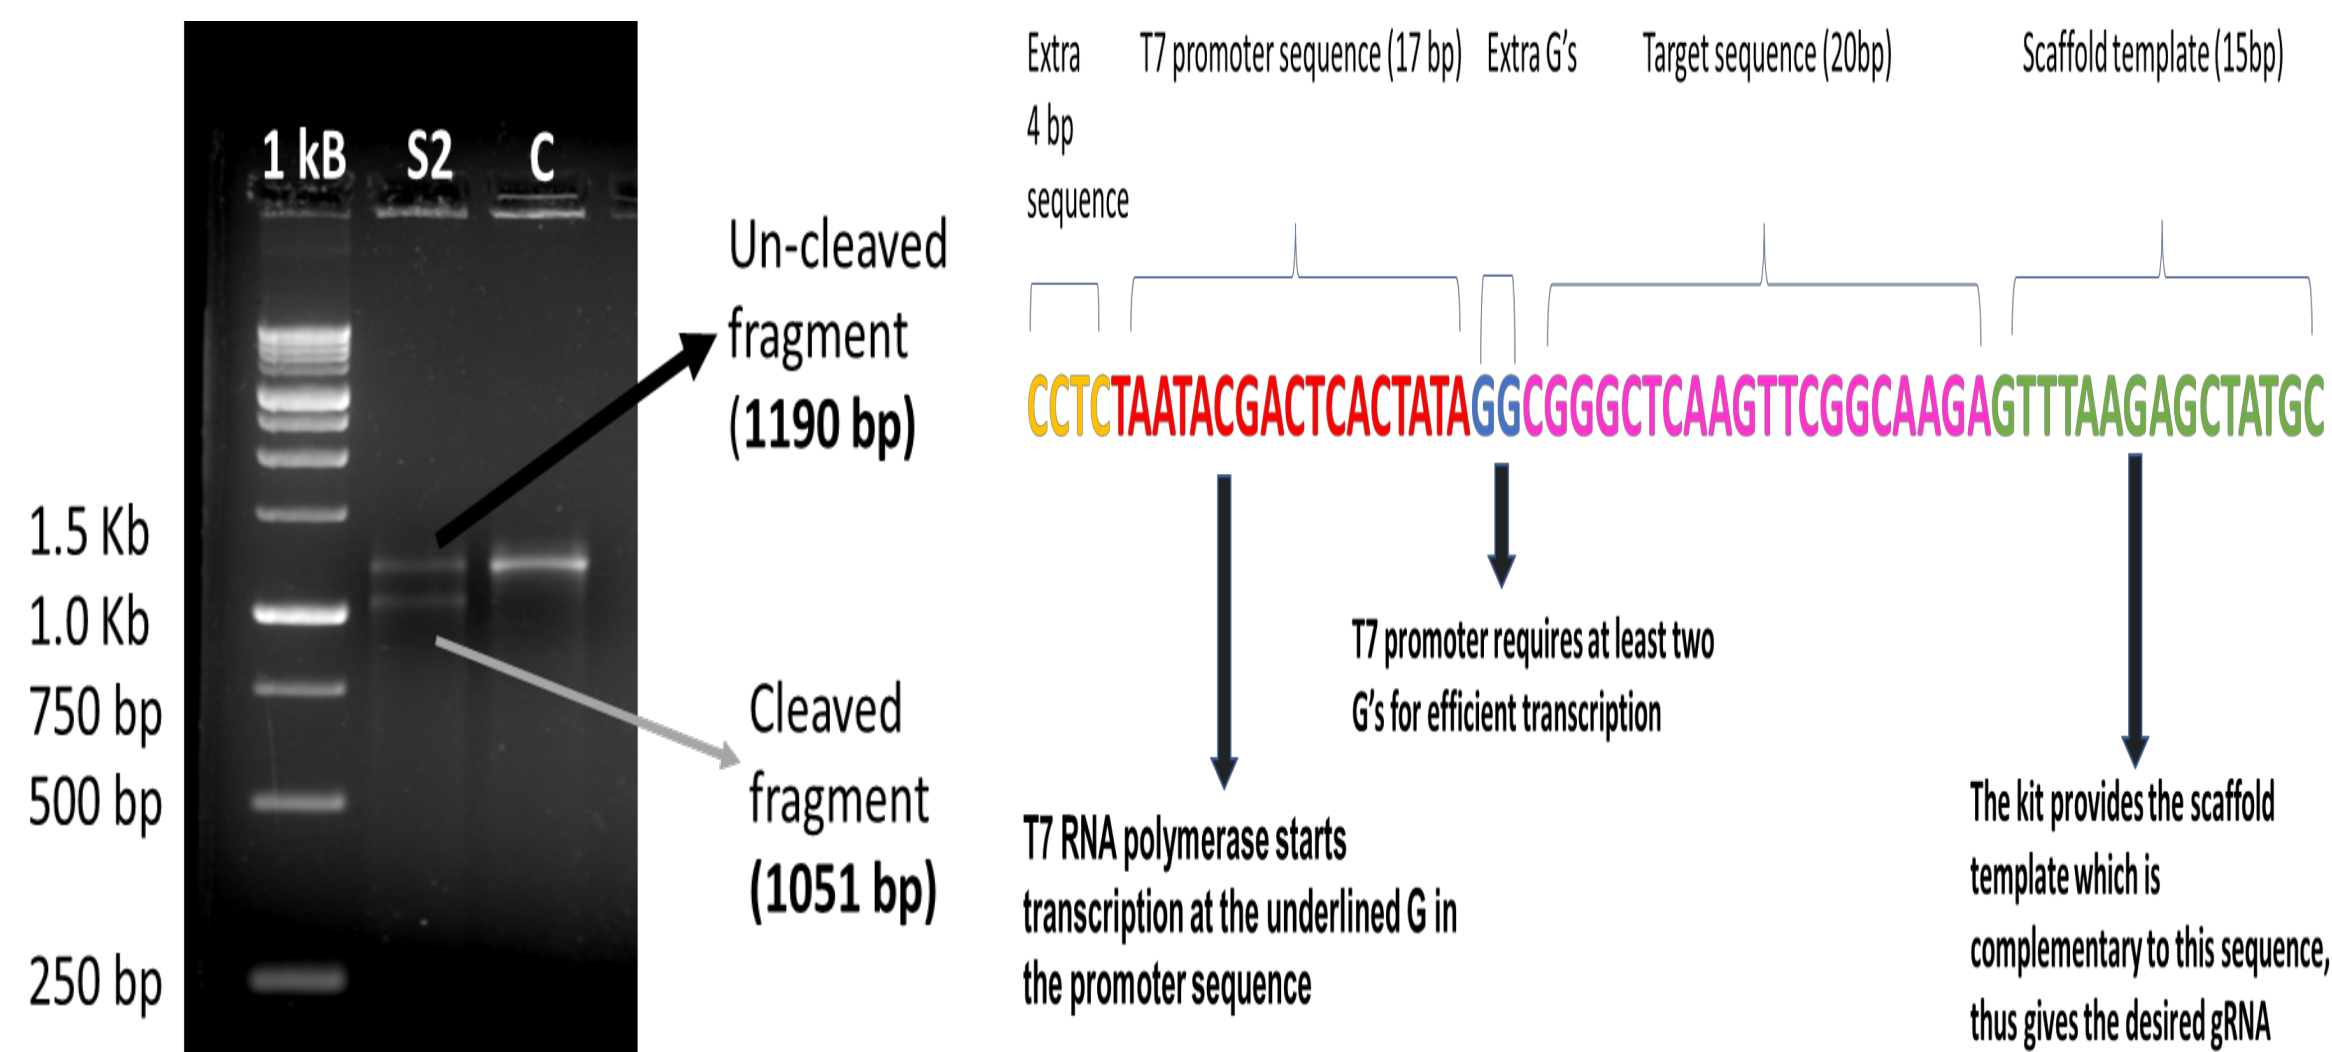 1 kB S2 C
1.5 Kb
1.0 Kb
750 bp
500 bp
250 bp
Un-cleaved
fragment
(1190 bp)
Cleaved
fragment
(1051 bp)
Extra
4 bp
sequence
T7 promoter sequence (17 bp)
Extra G's
Target sequence (20bp)
Scaffold template (15bp)
CCTCTAATACGACTCACTATAGGCGGGCTCAAGTTCGGCAAGAGTTTAAGAGCTATGC
T7 RNA polymerase starts
transcription at the underlined G in
the promoter sequence
T7 promoter requires at least two
G's for efficient transcription
The kit provides the scaffold
template which is
complementary to this sequence,
thus gives the desired gRNA